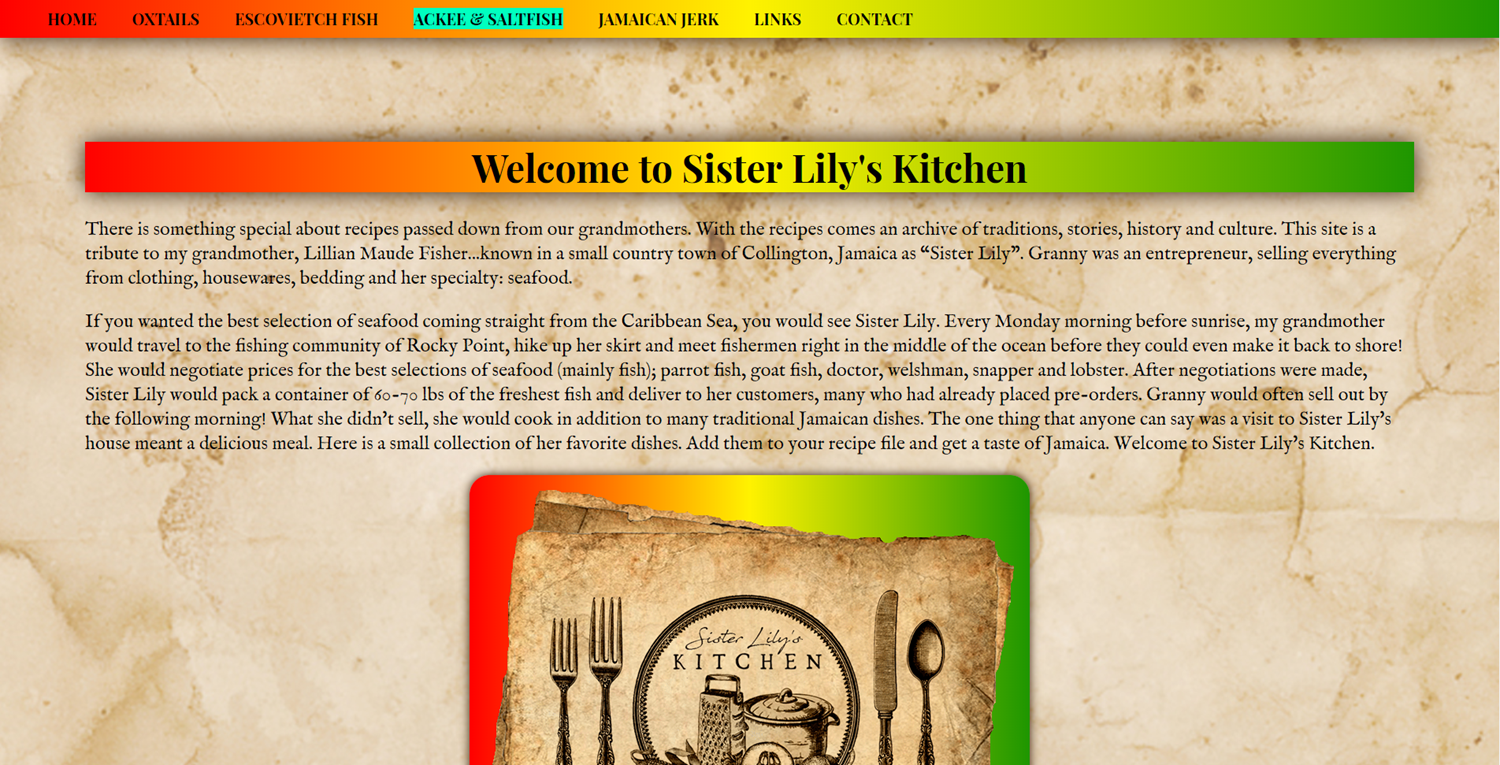 HOME OXTAILS ESCOVIETCH FISH ACKEE & SALTFISH JAMAICAN JERK LINKS CONTACT
Welcome to Sister Lily's Kitchen
There is something special about recipes passed down from our grandmothers. With the recipes comes an archive of traditions, stories, history and culture. This site is a
tribute to my grandmother, Lillian Maude Fisher...known in a small country town of Collington, Jamaica as “Sister Lily”. Granny was an entrepreneur, selling everything
from clothing, housewares, bedding and her specialty: seafood.
If you wanted the best selection of seafood coming straight from the Caribbean Sea, you would see Sister Lily. Every Monday morning before sunrise, my grandmother
would travel to the fishing community of Rocky Point, hike up her skirt and meet fishermen right in the middle of the ocean before they could even make it back to shore!
She would negotiate prices for the best selections of seafood (mainly fish); parrot fish, goat fish, doctor, welshman, snapper and lobster. After negotiations were made,
Sister Lily would pack a container of 60-70 lbs of the freshest fish and deliver to her customers, many who had already placed pre-orders. Granny would often sell out by
the following morning! What she didn’t sell, she would cook in addition to many traditional Jamaican dishes. The one thing that anyone can say was a visit to Sister Lily’s
house meant a delicious meal. Here is a small collection of her favorite dishes. Add them to your recipe file and get a taste of Jamaica. Welcome to Sister Lily’s Kitchen.
Sister Lily's
KITCHEN